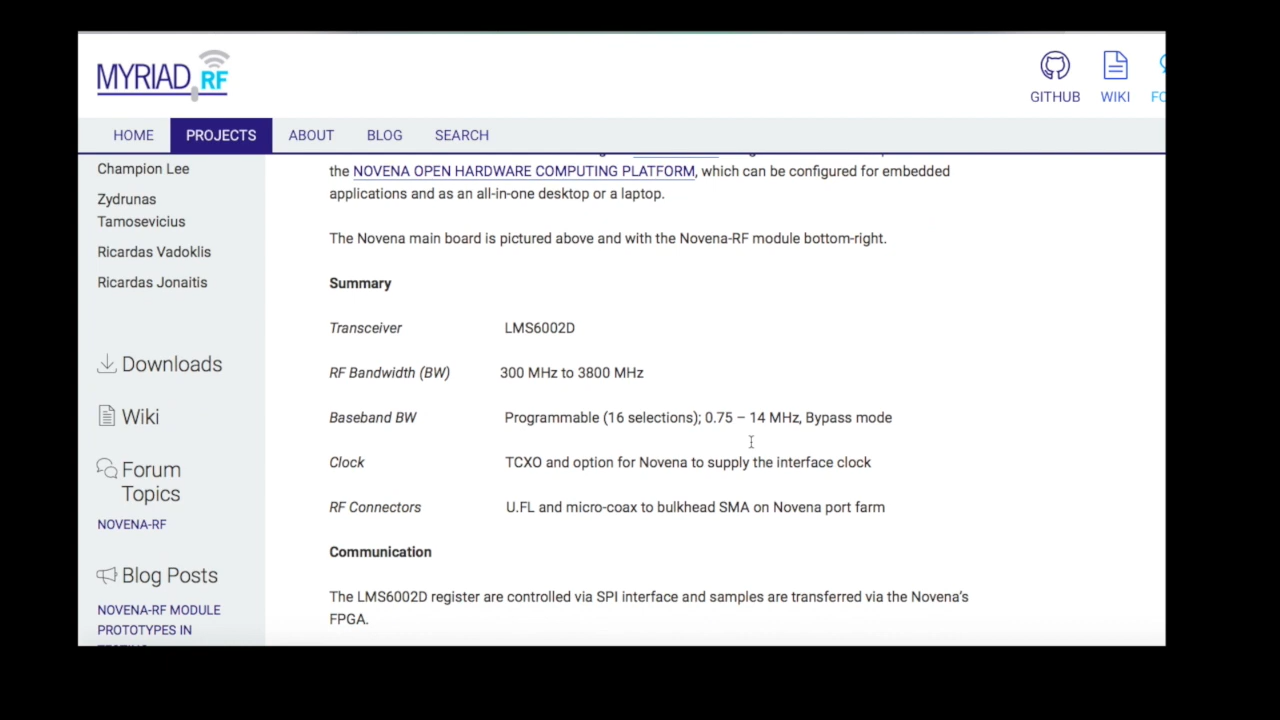 MYRIAD RF
GITHUB
WIKI
HOME
PROJECTS
ABOUT
BLOG
SEARCH
Champion Lee
Zydrunas
Tamosevicius
Ricardas Vadoklis
Ricardas Jonaitis
Downloads
Wiki
Forum
Topics
NOVENA-RF
Blog Posts
NOVENA-RF MODULE
PROTOTYPES IN
the NOVENA OPEN HARDWARE COMPUTING PLATFORM, which can be configured for embedded
applications and as an all-in-one desktop or a laptop.
The Novena main board is pictured above and with the Novena-RF module bottom-right.
Summary
Transceiver LMS6002D
RF Bandwidth (BW) 300 MHz to 3800 MHz
Baseband BW Programmable (16 selections); 0.75 – 14 MHz, Bypass mode
Clock TCXO and option for Novena to supply the interface clock
RF Connectors U.FL and micro-coax to bulkhead SMA on Novena port farm
Communication
The LMS6002D register are controlled via SPI interface and samples are transferred via the Novena's
FPGA.